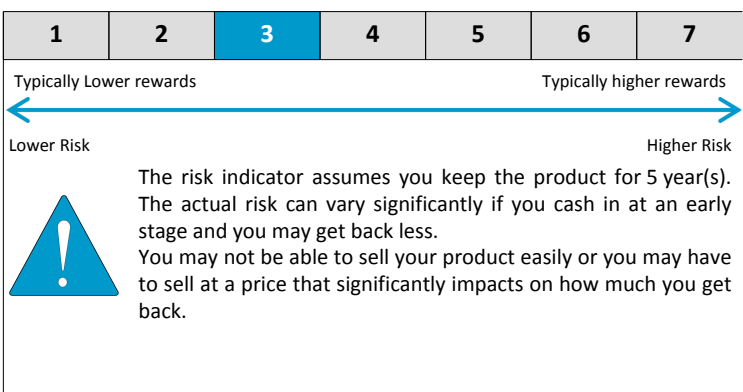 1 2 3 4 5 6 7
Typically Lower rewards Typically higher rewards
Lower Risk Higher Risk
The risk indicator assumes you keep the product for 5 year(s).
The actual risk can vary significantly if you cash in at an early
stage and you may get back less.
You may not be able to sell your product easily or you may have
to sell at a price that significantly impacts on how much you get
back.